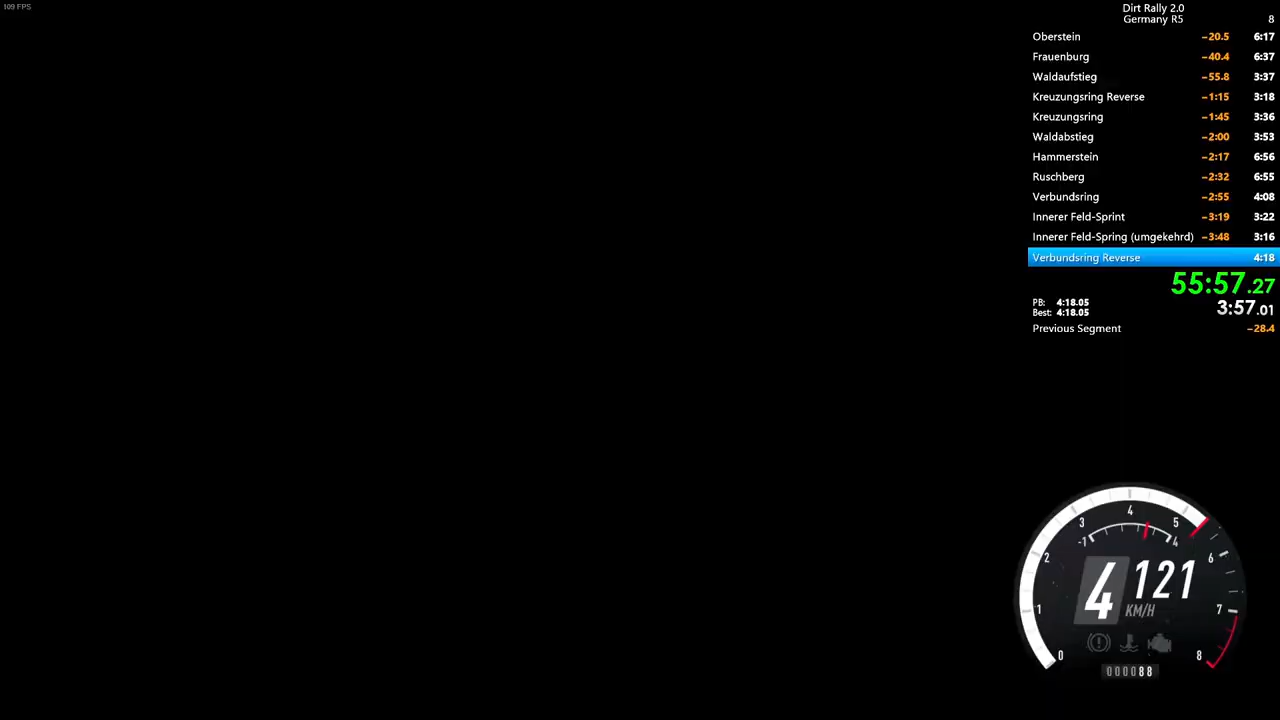 109 FPS
Dirt Rally 2.0
Germany R5
8
Oberstein −20.5 6:17
Frauenburg −40.4 6:37
Waldaufstieg −55.8 3:37
Kreuzungsring Reverse −1:15 3:18
Kreuzungsring −1:45 3:36
Waldabstieg −2:00 3:53
Hammerstein −2:17 6:56
Ruschberg −2:32 6:55
Verbundsring −2:55 4:08
Innerer Feld-Sprint −3:19 3:22
Innerer Feld-Spring (umgekehrd) −3:48 3:16
Verbundsring Reverse 4:18
55:57.27
PB: 4:18.05
Best: 4:18.05
3:57.01
Previous Segment −28.4
0 1 2 3 4 5 6 7 8
-1 4
4 121
KM/H
000088